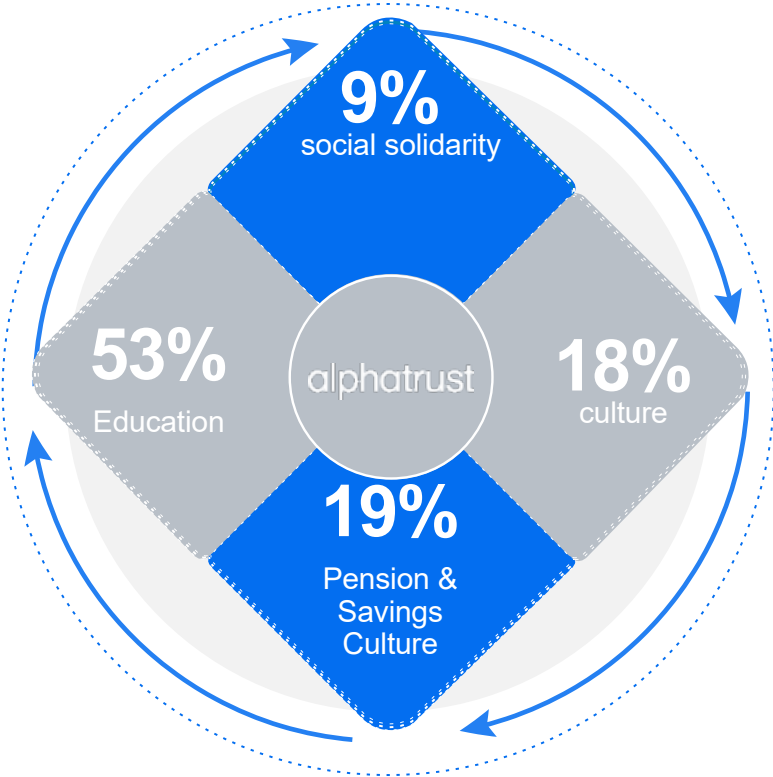 9%
social solidarity
53%
Education
alphatrust
18%
culture
19%
Pension &
Savings
Culture